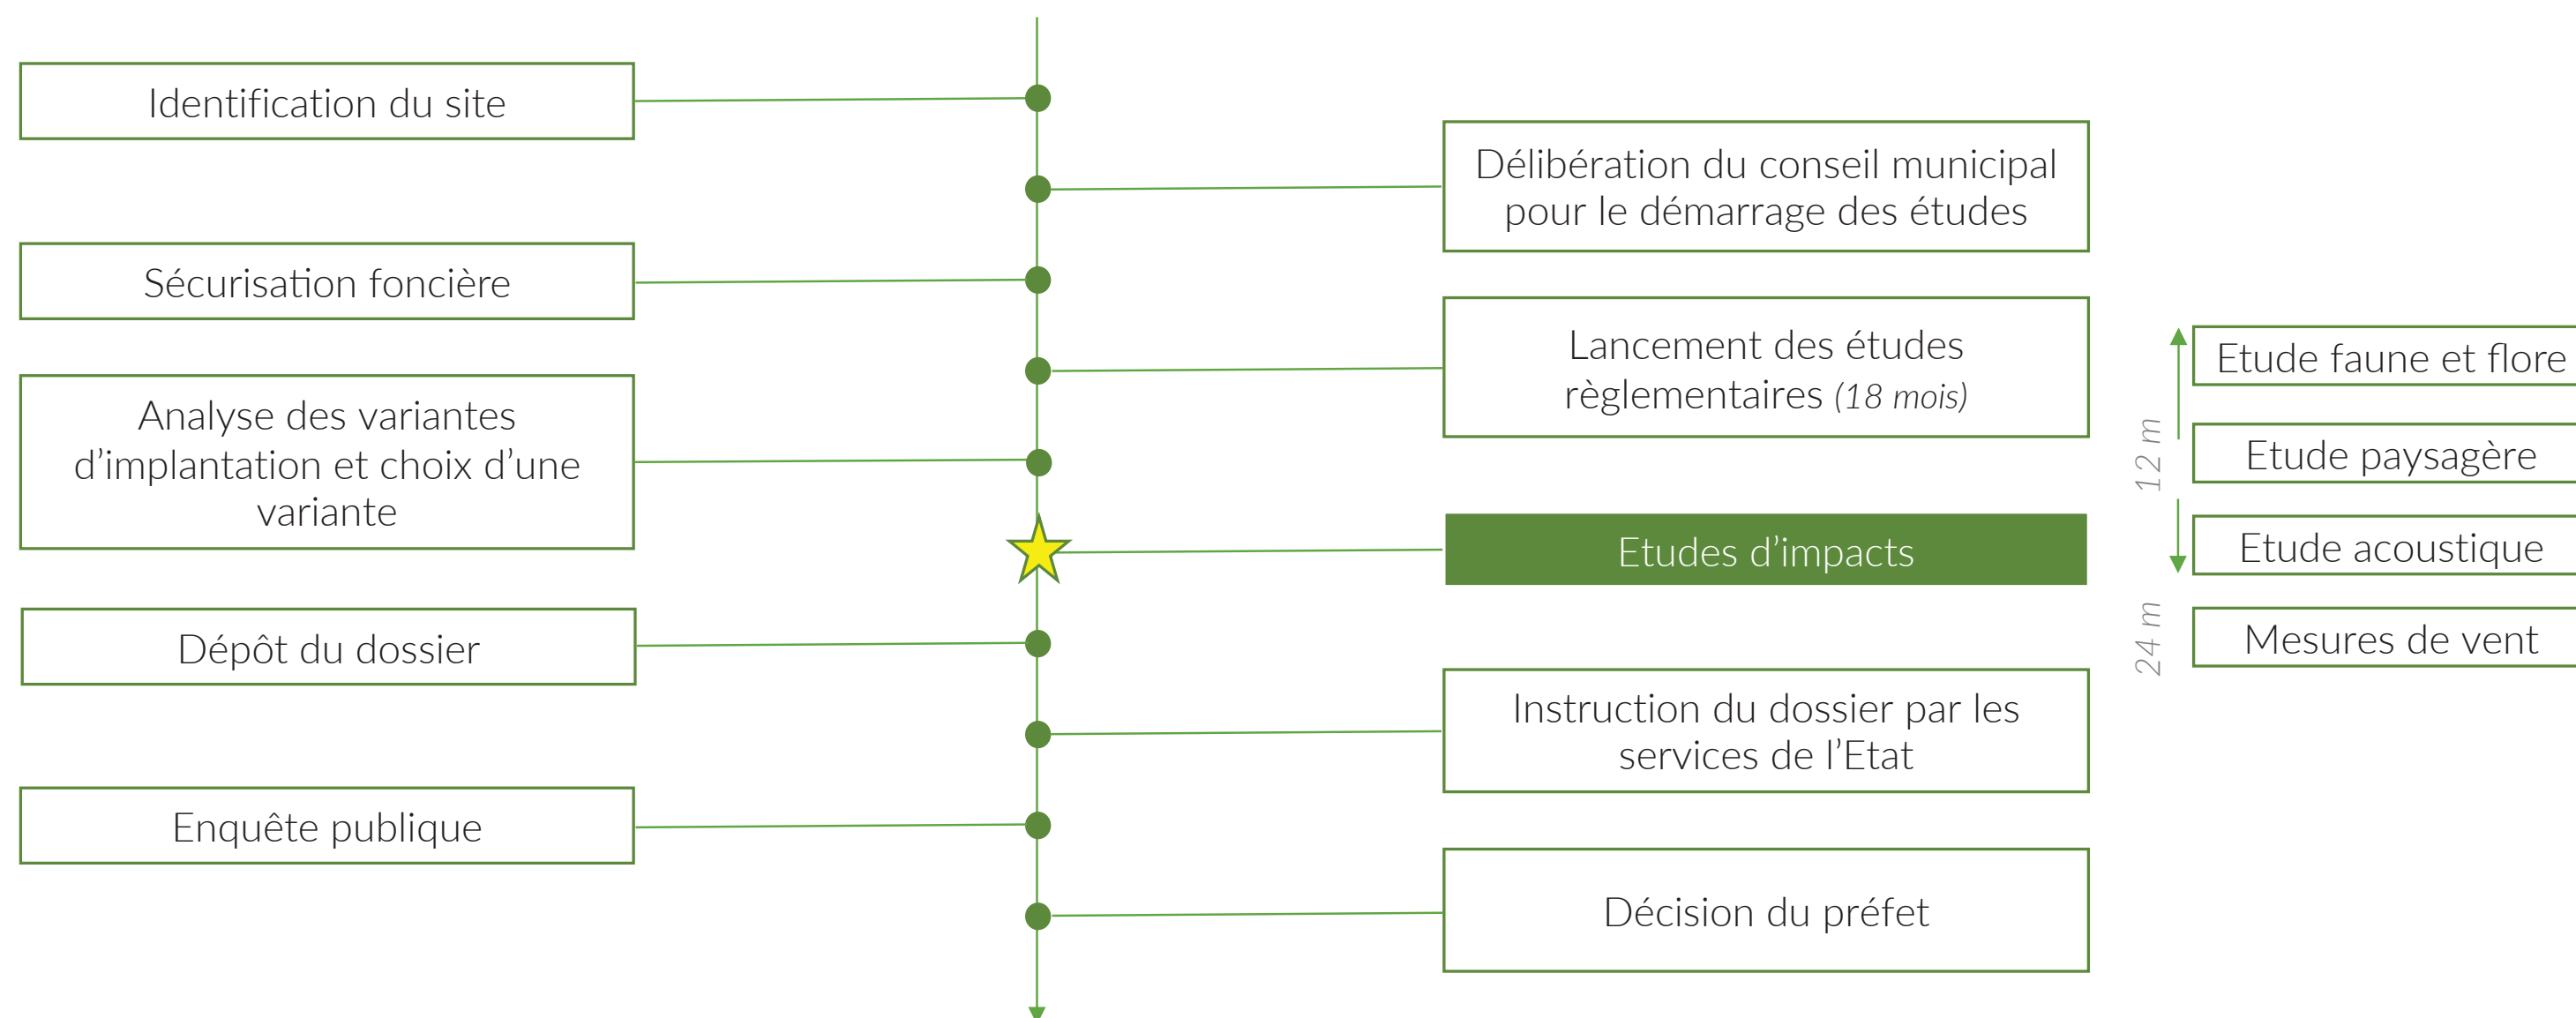 Identification du site
Délibération du conseil municipal
pour le démarrage des études
Sécurisation foncière
Lancement des études
règlementaires (18 mois)
Analyse des variantes
d’implantation et choix d’une
variante
Etudes d’impacts
Dépôt du dossier
Instruction du dossier par les
services de l’Etat
Enquête publique
Décision du préfet
12 m
Etude faune et flore
Etude paysagère
Etude acoustique
24 m
Mesures de vent